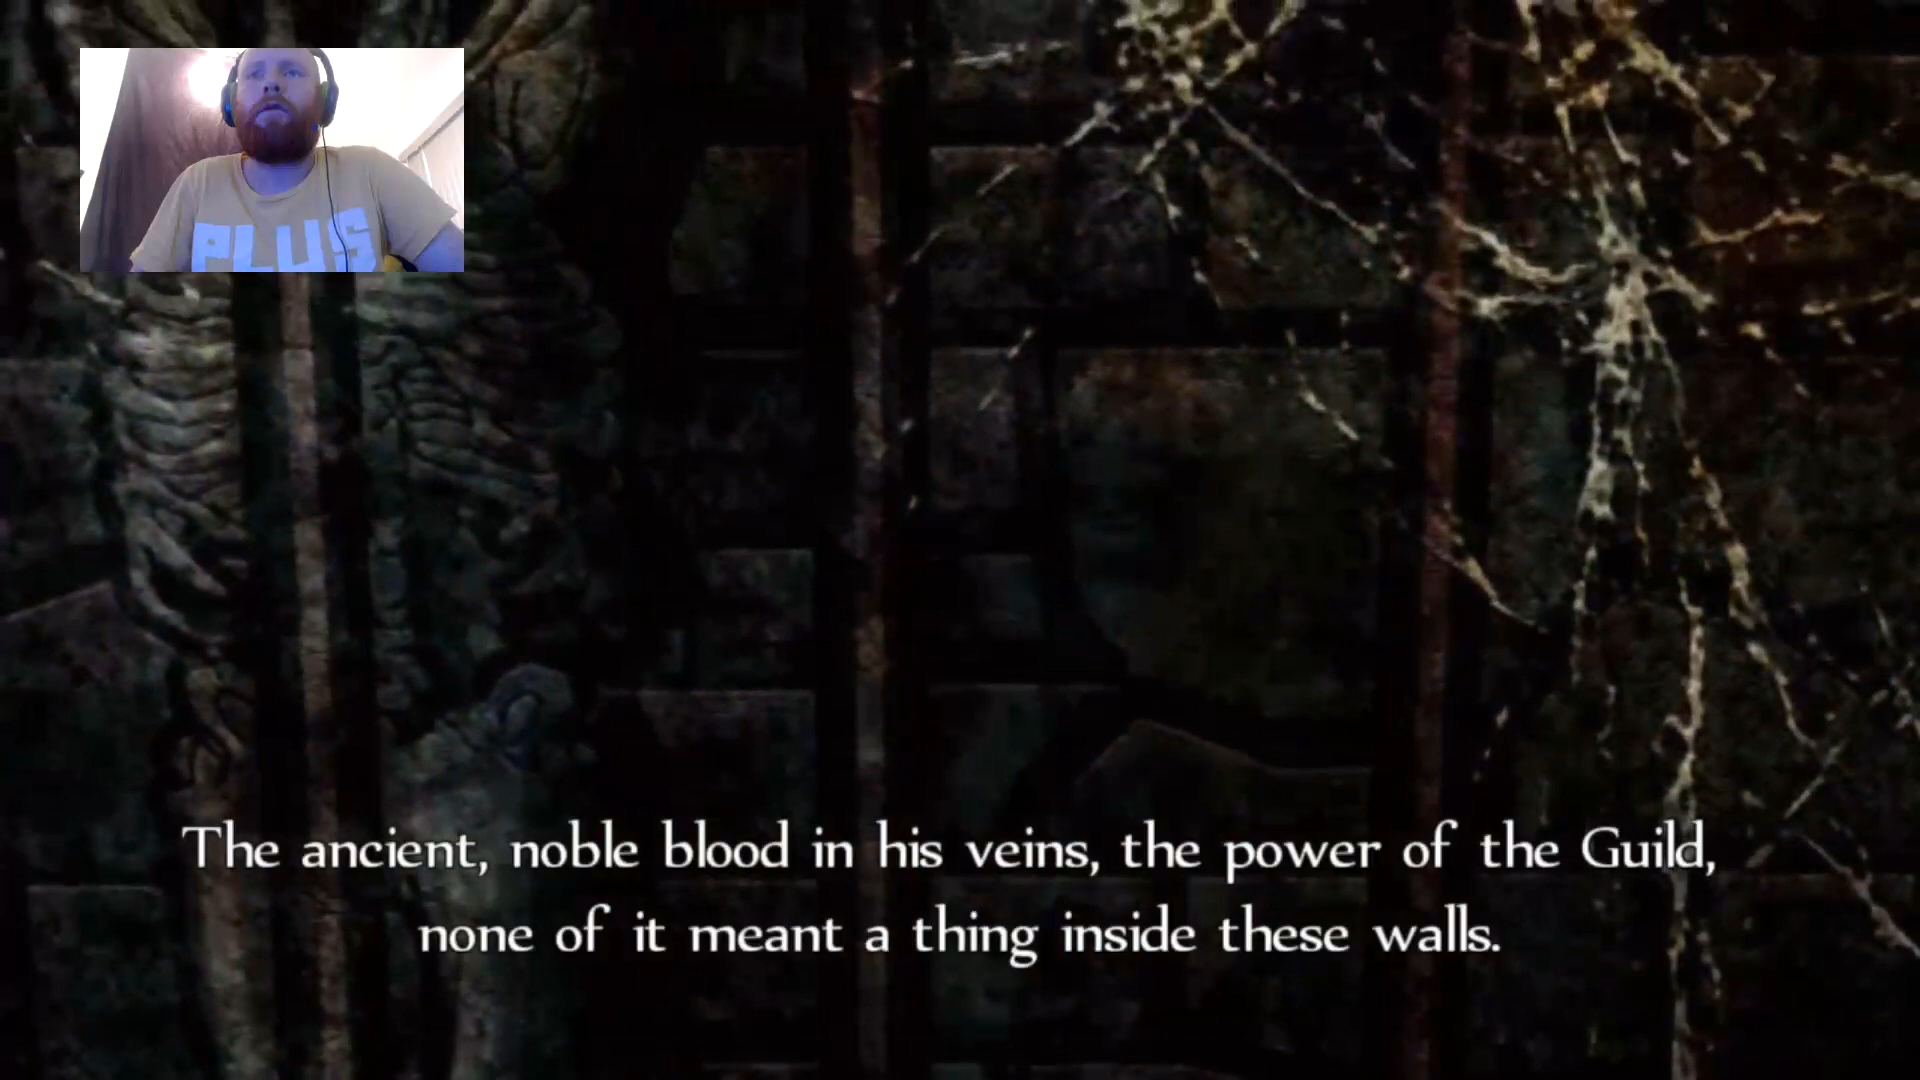 PLUS
The ancient, noble blood in his veins, the power of the Guild,
none of it meant a thing inside these walls.